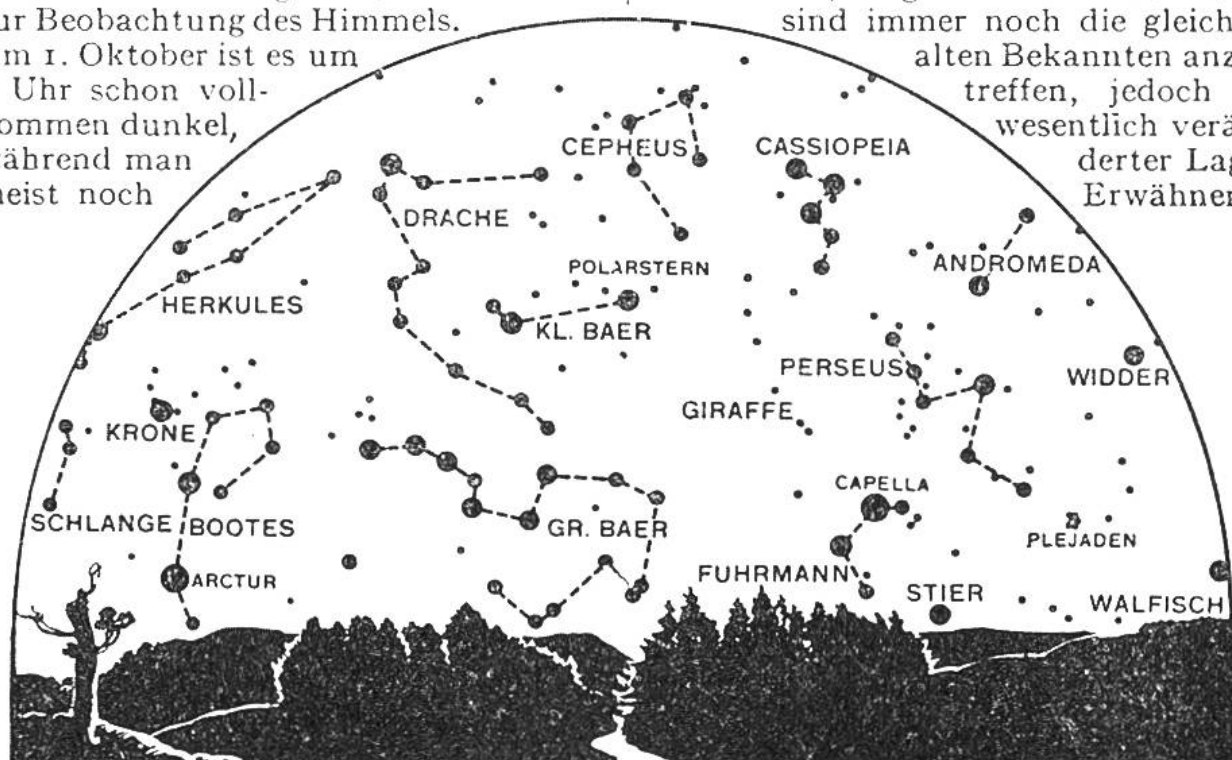 ur Beobachtung des Himmels.
m 1. Oktober ist es um
Uhr schon voll-
ommen dunkel,
ährend man
eist noch
sind immer noch die gleich
alten Bekannten anz
treffen, jedoch
wesentlich verä
derter Lag
Erwähner
CEPHEUS
CASSIOPEIA
DRACHE
ANDROMEDA
POLARSTERN
HERKULES
KL. BAER
PERSEUS
WIDDER
GIRAFFE
KRONE
CAPELLA
SCHLANGE
BOOTES
GR. BAER
PLEJADEN
ARCTUR
FUHRMANN
STIER
WALFISCH